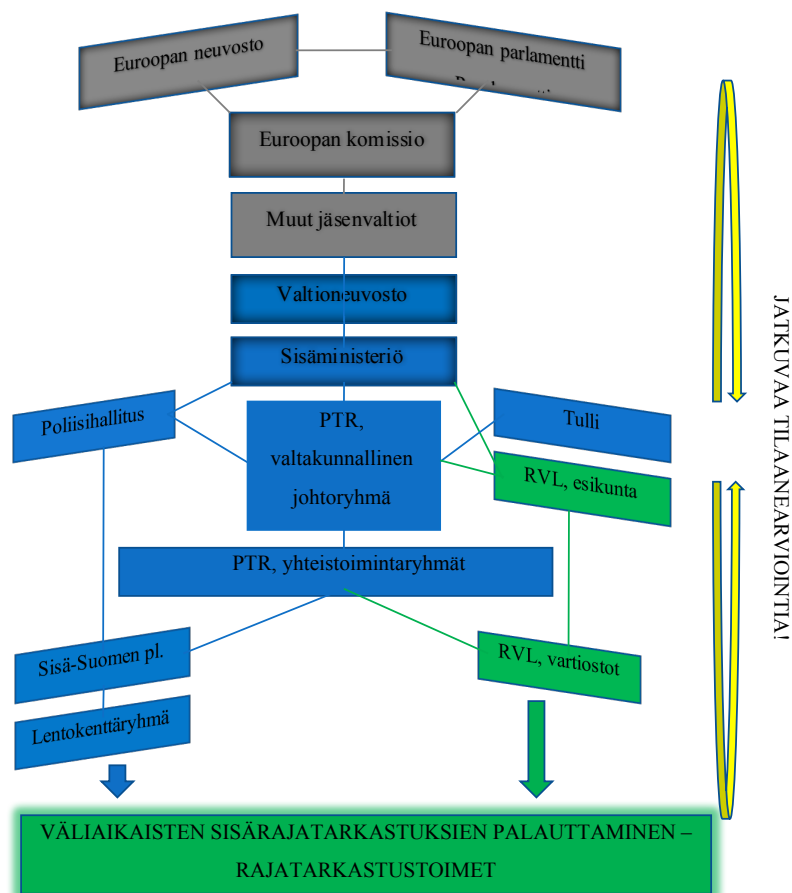 Euroopan neuvosto
Euroopan parlamentti
Euroopan komissio
Muut jäsenvaltiot
Valtioneuvosto
Sisäministeriö
Poliisihallitus
PTR,
valtakunnallinen
johtoryhmä
Tulli
RVL, esikunta
PTR, yhteistoimintaryhmät
Sisä-Suomen pl.
RVL, vartiostot
Lentokenttäryhmä
JATKUVAA TILAANEARVIOINTIA!
VÄLIAIKAISTEN SISÄRAJATARKASTUKSIEN PALAUTTAMINEN –
RAJATARKASTUSTOIMET